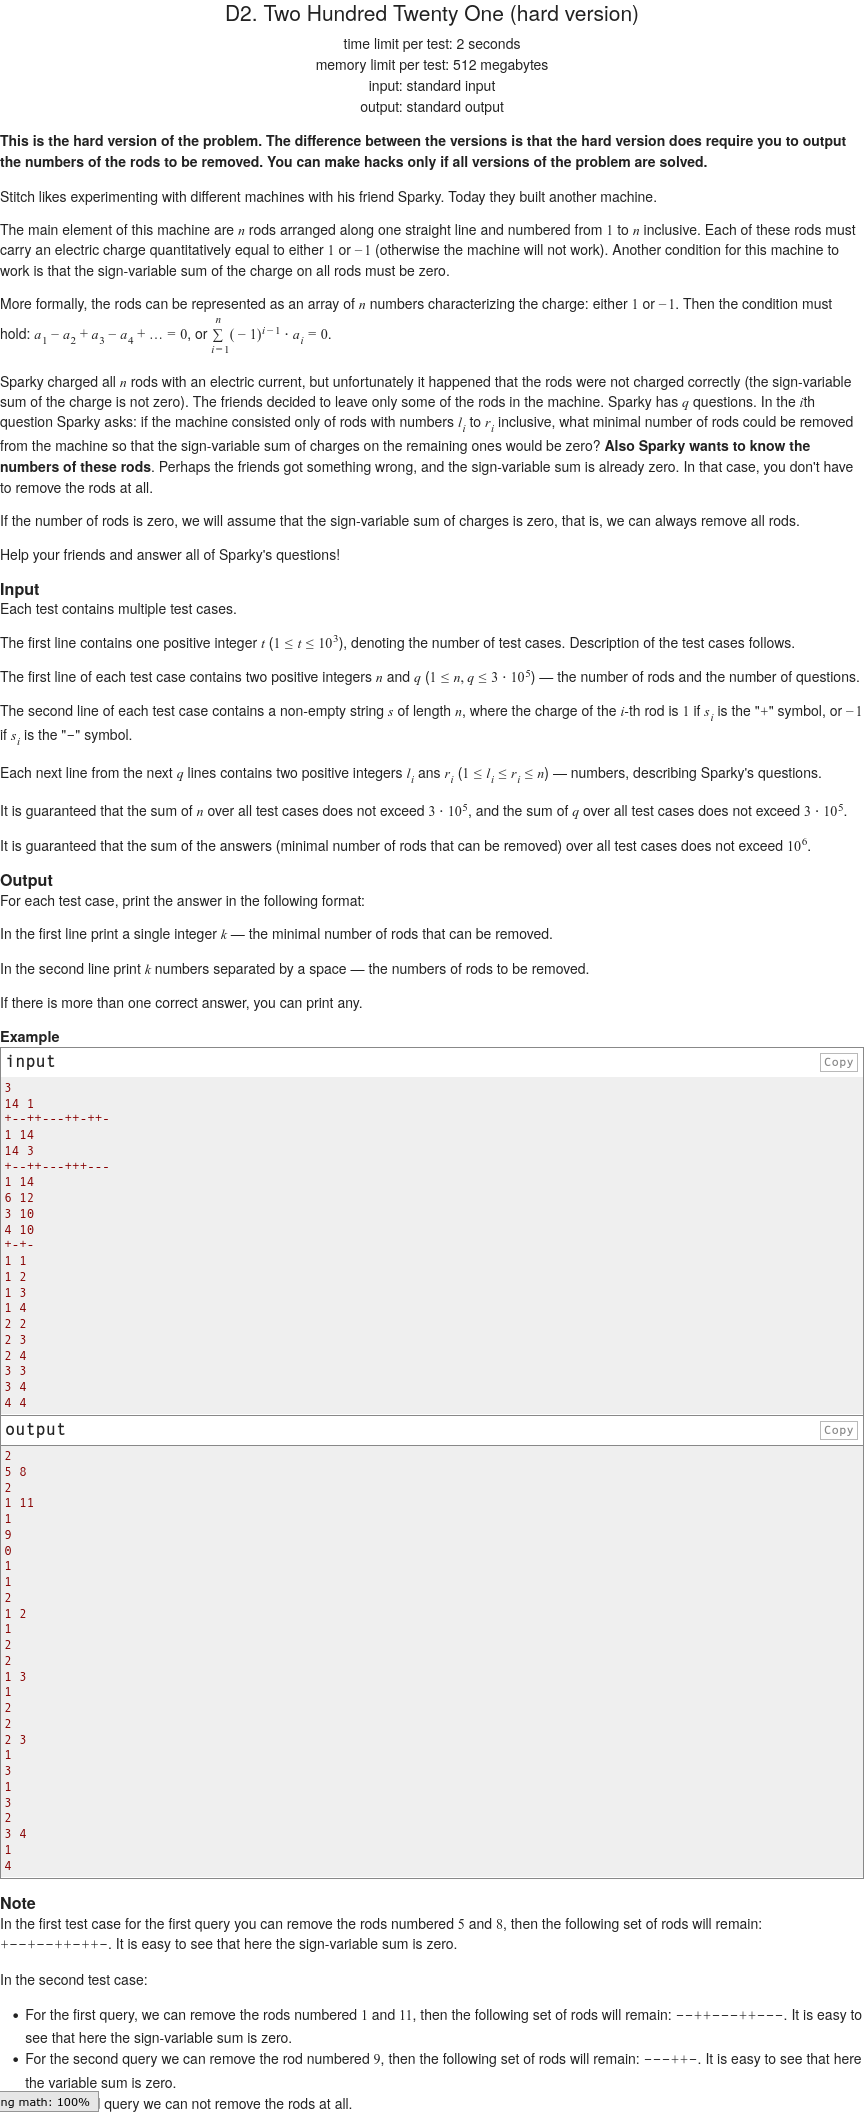 D2. Two Hundred Twenty One (hard version)
time limit per test: 2 seconds
memory limit per test: 512 megabytes
input: standard input
output: standard output
This is the hard version of the problem. The difference between the versions is that the hard version does require you to output
the numbers of the rods to be removed. You can make hacks only if all versions of the problem are solved.
Stitch likes experimenting with different machines with his friend Sparky. Today they built another machine.
The main element of this machine are n rods arranged along one straight line and numbered from 1 to n inclusive. Each of these rods must
carry an electric charge quantitatively equal to either 1 or −1 (otherwise the machine will not work). Another condition for this machine to
work is that the sign-variable sum of the charge on all rods must be zero.
More formally, the rods can be represented as an array of n numbers characterizing the charge: either 1 or −1. Then the condition must
hold: a1 − a2 + a3 − a4 + … = 0, or ∑_{i=1}^{n} (−1)^{i−1} · a_i = 0.
Sparky charged all n rods with an electric current, but unfortunately it happened that the rods were not charged correctly (the sign-variable
sum of the charge is not zero). The friends decided to leave only some of the rods in the machine. Sparky has q questions. In the ith
question Sparky asks: if the machine consisted only of rods with numbers l_i to r_i inclusive, what minimal number of rods could be removed
from the machine so that the sign-variable sum of charges on the remaining ones would be zero? Also Sparky wants to know the
numbers of these rods. Perhaps the friends got something wrong, and the sign-variable sum is already zero. In that case, you don't have
to remove the rods at all.
If the number of rods is zero, we will assume that the sign-variable sum of charges is zero, that is, we can always remove all rods.
Help your friends and answer all of Sparky's questions!
Input
Each test contains multiple test cases.
The first line contains one positive integer t (1 ≤ t ≤ 10^3), denoting the number of test cases. Description of the test cases follows.
The first line of each test case contains two positive integers n and q (1 ≤ n, q ≤ 3 · 10^5) — the number of rods and the number of questions.
The second line of each test case contains a non-empty string s of length n, where the charge of the i-th rod is 1 if s_i is the "+" symbol, or −1
if s_i is the "−" symbol.
Each next line from the next q lines contains two positive integers l_i ans r_i (1 ≤ l_i ≤ r_i ≤ n) — numbers, describing Sparky's questions.
It is guaranteed that the sum of n over all test cases does not exceed 3 · 10^5, and the sum of q over all test cases does not exceed 3 · 10^5.
It is guaranteed that the sum of the answers (minimal number of rods that can be removed) over all test cases does not exceed 10^6.
Output
For each test case, print the answer in the following format:
In the first line print a single integer k — the minimal number of rods that can be removed.
In the second line print k numbers separated by a space — the numbers of rods to be removed.
If there is more than one correct answer, you can print any.
Example
input Copy
3
14 1
+--++---++-++-
1 14
14 3
+--++---+++---
1 14
6 12
3 10
4 10
+-+-
1 1
1 2
1 3
1 4
2 2
2 3
2 4
3 3
3 4
4 4
output Copy
2
5 8
2
1 11
1
9
0
1
1
2
1 2
1
2
2
1 3
1
2
2
2 3
1
3
1
3
2
3 4
1
4
Note
In the first test case for the first query you can remove the rods numbered 5 and 8, then the following set of rods will remain:
+−−+−−++−++−. It is easy to see that here the sign-variable sum is zero.
In the second test case:
• For the first query, we can remove the rods numbered 1 and 11, then the following set of rods will remain: −−++−−−++−−−. It is easy to
see that here the sign-variable sum is zero.
• For the second query we can remove the rod numbered 9, then the following set of rods will remain: −−−++−. It is easy to see that here
the variable sum is zero.
ng math: 100% query we can not remove the rods at all.